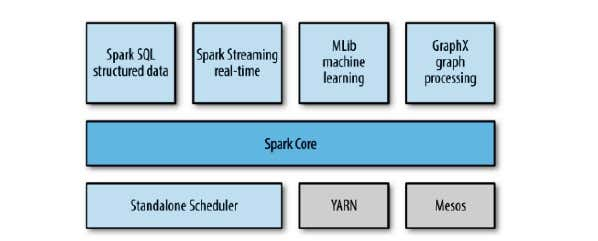 Spark SQL
structured data
Spark Streaming
real-time
MLib
machine
learning
GraphX
graph
processing
Spark Core
Standalone Scheduler
YARN
Mesos